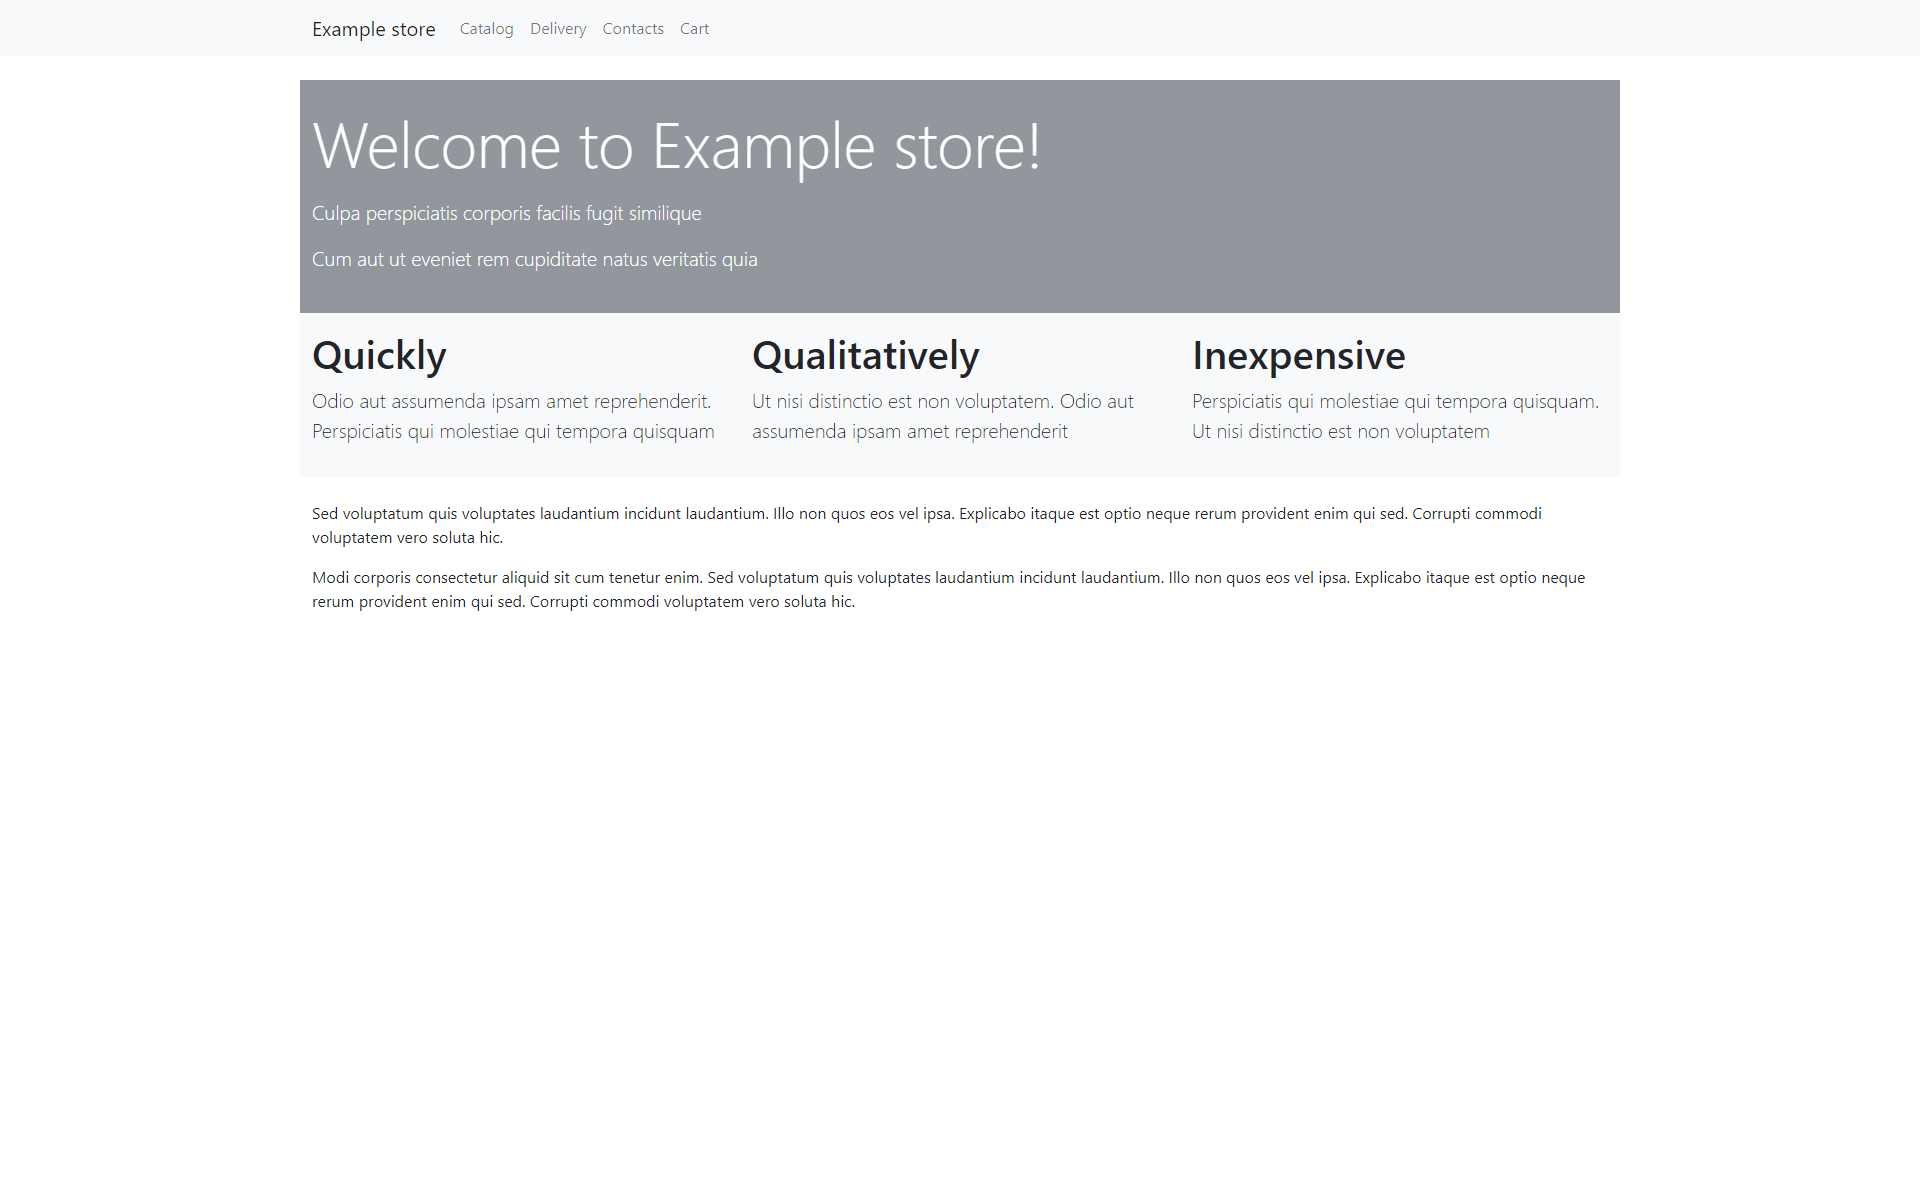 Example store Catalog Delivery Contacts Cart
Welcome to Example store!
Culpa perspiciatis corporis facilis fugit similique
Cum aut ut eveniet rem cupiditate natus veritatis quia
Quickly
Odio aut assumenda ipsam amet reprehenderit.
Perspiciatis qui molestiae qui tempora quisquam
Qualitatively
Ut nisi distinctio est non voluptatem. Odio aut
assumenda ipsam amet reprehenderit
Inexpensive
Perspiciatis qui molestiae qui tempora quisquam.
Ut nisi distinctio est non voluptatem
Sed voluptatum quis voluptates laudantium incidunt laudantium. Illo non quos eos vel ipsa. Explicabo itaque est optio neque rerum provident enim qui sed. Corrupti commodi
voluptatem vero soluta hic.
Modi corporis consectetur aliquid sit cum tenetur enim. Sed voluptatum quis voluptates laudantium incidunt laudantium. Illo non quos eos vel ipsa. Explicabo itaque est optio neque
rerum provident enim qui sed. Corrupti commodi voluptatem vero soluta hic.